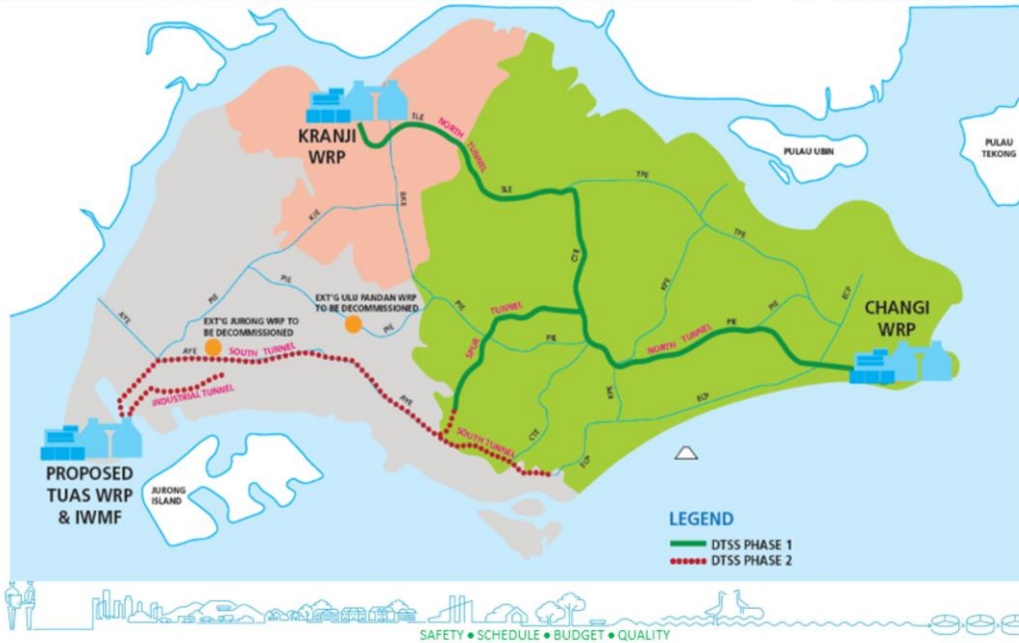 KRANJI
WRP
SLE
NORTH TUNNEL
SLE
TPE
PULAU UBIN
PULAU
TEKONG
KJE
BKE
CTE
KPE
TPE
ECP
PIE
PIE
AYE
EXT'G ULU PANDAN WRP
TO BE DECOMMISSIONED
PIE
PIE
SPUR TUNNEL
PIE
PIE
NORTH TUNNEL
PIE
CHANGI
WRP
EXT'G JURONG WRP TO
BE DECOMMISSIONED
AYE
SOUTH TUNNEL
INDUSTRIAL TUNNEL
AYE
KPE
ECP
CTE
SOUTH TUNNEL
ECP
PROPOSED
TUAS WRP
& IWMF
JURONG
ISLAND
LEGEND
DTSS PHASE 1
DTSS PHASE 2
SAFETY ● SCHEDULE ● BUDGET ● QUALITY